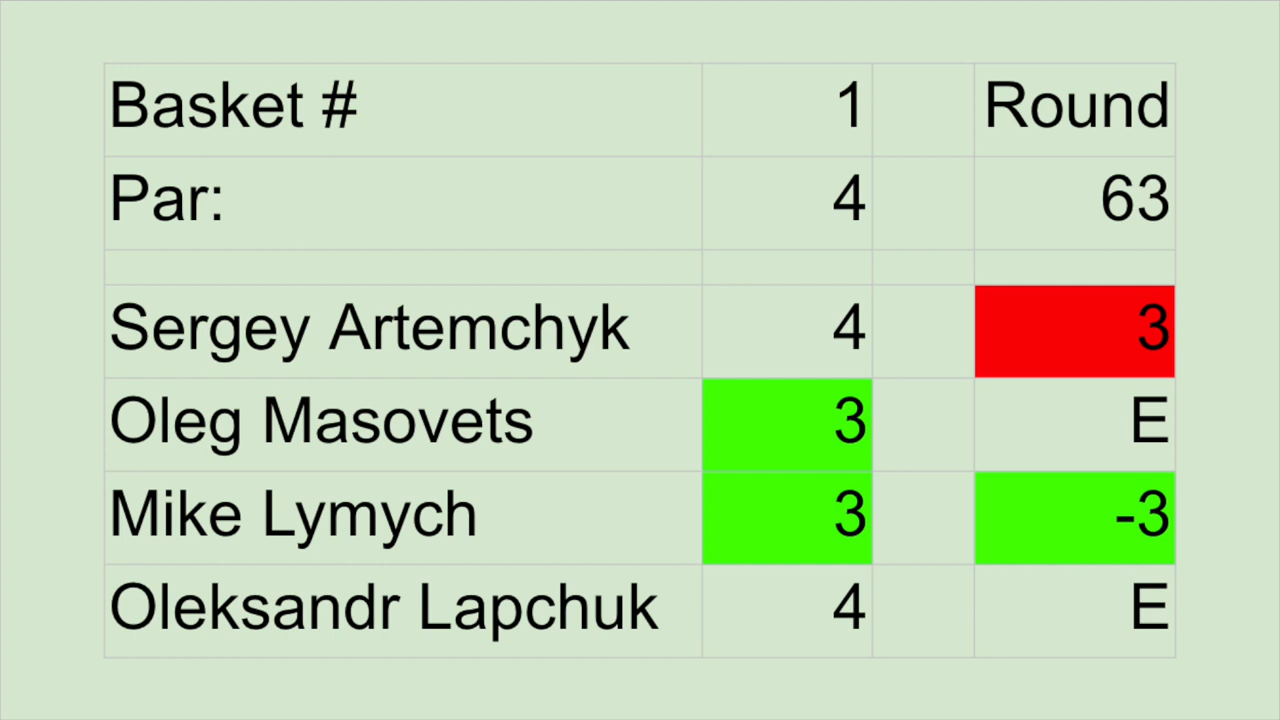 Basket # 1 Round
Par: 4 63
Sergey Artemchyk 4 3
Oleg Masovets 3 E
Mike Lymych 3 -3
Oleksandr Lapchuk 4 E